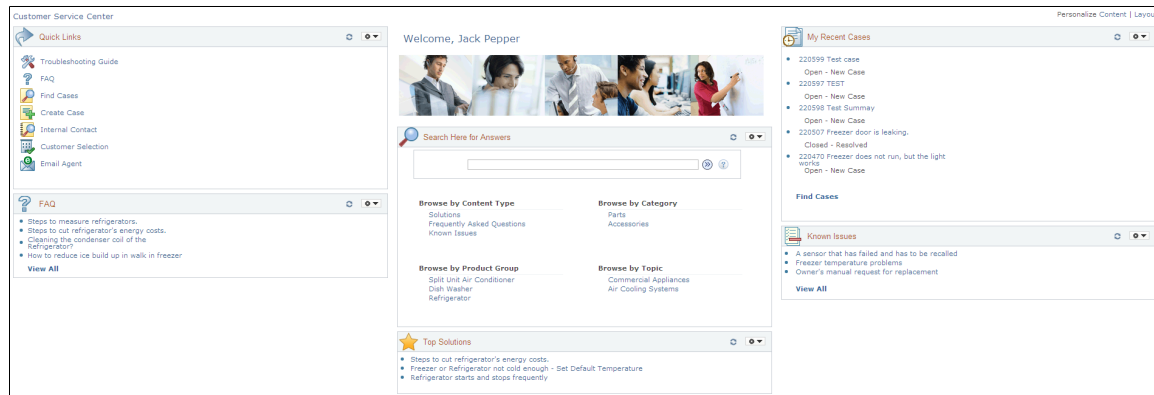 Customer Service Center
Personalize Content | Layou
Quick Links
Troubleshooting Guide
FAQ
Find Cases
Create Case
Internal Contact
Customer Selection
Email Agent
FAQ
Steps to measure refrigerators.
Steps to cut refrigerator's energy costs.
Cleaning the condenser coil of the
Refrigerator?
How to reduce ice build up in walk in freezer
View All
Welcome, Jack Pepper
Search Here for Answers
Browse by Content Type
Solutions
Frequently Asked Questions
Known Issues
Browse by Category
Parts
Accessories
Browse by Product Group
Split Unit Air Conditioner
Dish Washer
Refrigerator
Browse by Topic
Commercial Appliances
Air Cooling Systems
Top Solutions
Steps to cut refrigerator's energy costs.
Freezer or Refrigerator not cold enough - Set Default Temperature
Refrigerator starts and stops frequently
My Recent Cases
220599 Test case
Open - New Case
220597 TEST
Open - New Case
220598 Test Summay
Open - New Case
220507 Freezer door is leaking.
Closed - Resolved
220470 Freezer does not run, but the light
works
Open - New Case
Find Cases
Known Issues
A sensor that has failed and has to be recalled
Freezer temperature problems
Owner's manual request for replacement
View All